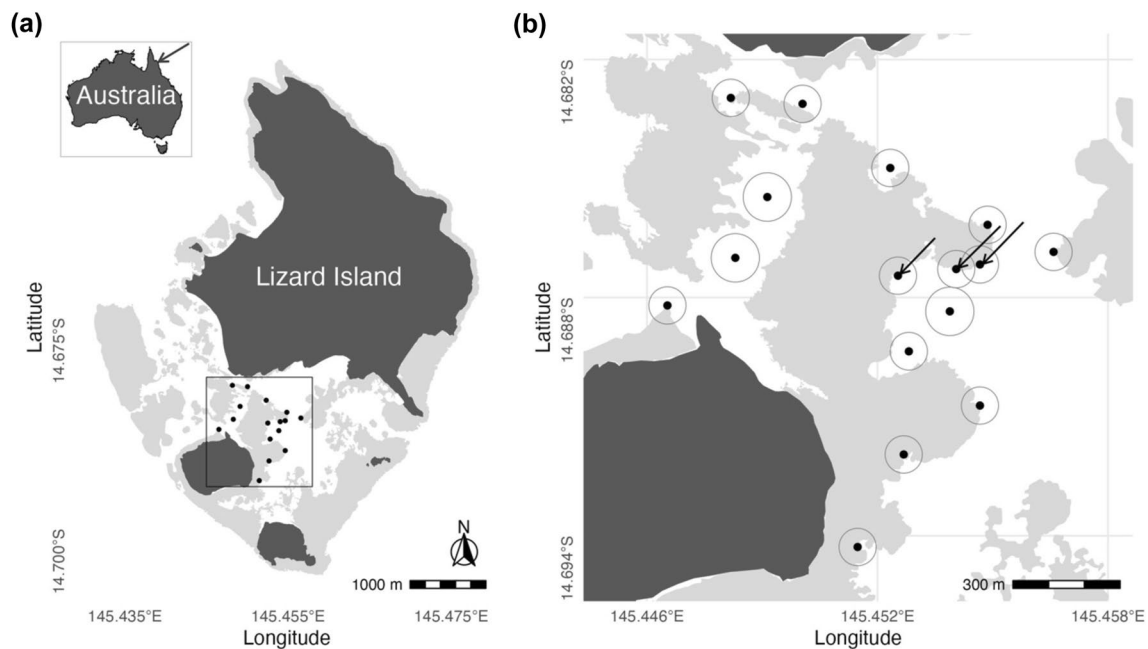 (a)
Australia
Lizard Island
Latitude
14.675°S
14.700°S
N
1000 m
145.435°E
145.455°E
145.475°E
Longitude
(b)
Latitude
14.682°S
14.688°S
14.694°S
300 m
145.446°E
145.452°E
145.458°E
Longitude